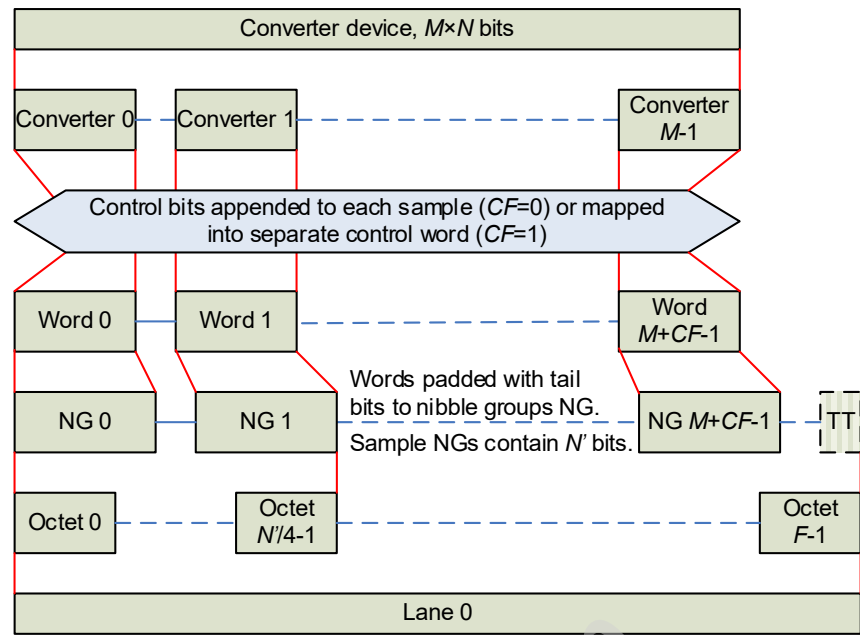 Converter device, M×N bits
Converter 0
Converter 1
Converter
M-1
Control bits appended to each sample (CF=0) or mapped
into separate control word (CF=1)
Word 0
Word 1
Word
M+CF-1
Words padded with tail
bits to nibble groups NG.
Sample NGs contain N' bits.
NG 0
NG 1
NG M+CF-1
TT
Octet 0
Octet
N'/4-1
Octet
F-1
Lane 0